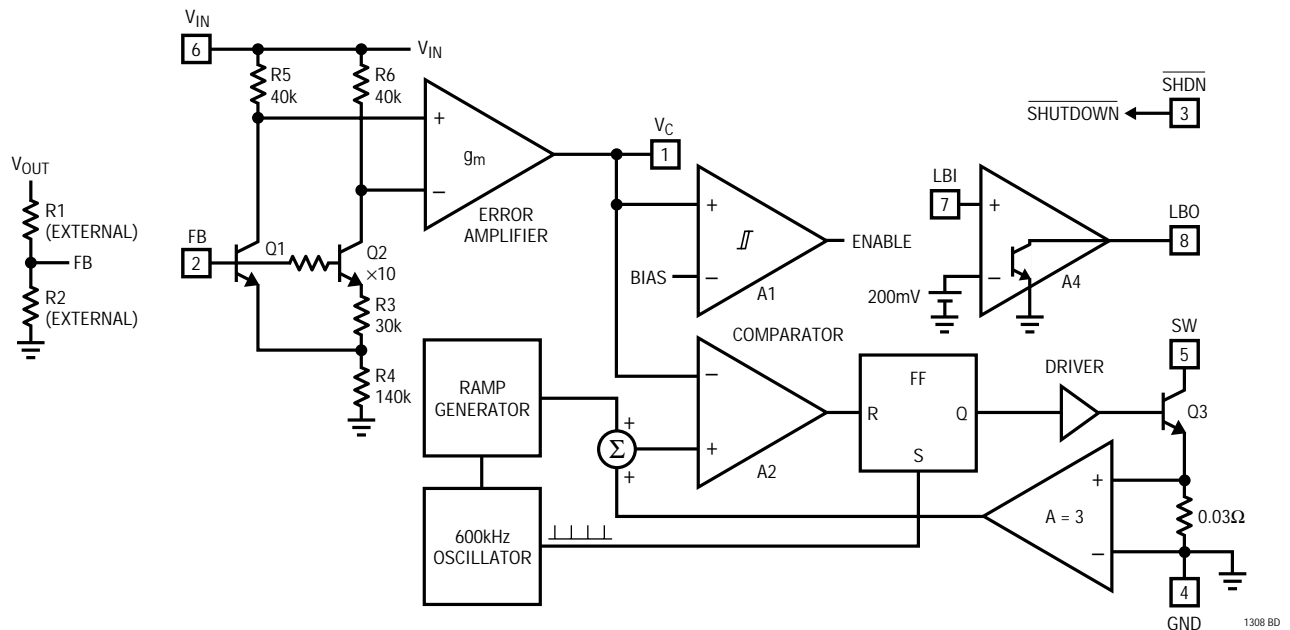 VIN
6
VIN
R5
40k
R6
40k
+
gm
−
ERROR
AMPLIFIER
VC
1
+
−
BIAS
A1
ENABLE
SHDN
3
SHUTDOWN
LBI
7
+
−
200mV
A4
LBO
8
VOUT
R1
(EXTERNAL)
FB
R2
(EXTERNAL)
FB
2
Q1
Q2
×10
R3
30k
R4
140k
RAMP
GENERATOR
600kHz
OSCILLATOR
+
Σ
+
COMPARATOR
−
+
A2
FF
R
Q
S
DRIVER
SW
5
Q3
+
A = 3
−
0.03Ω
4
GND
1308 BD